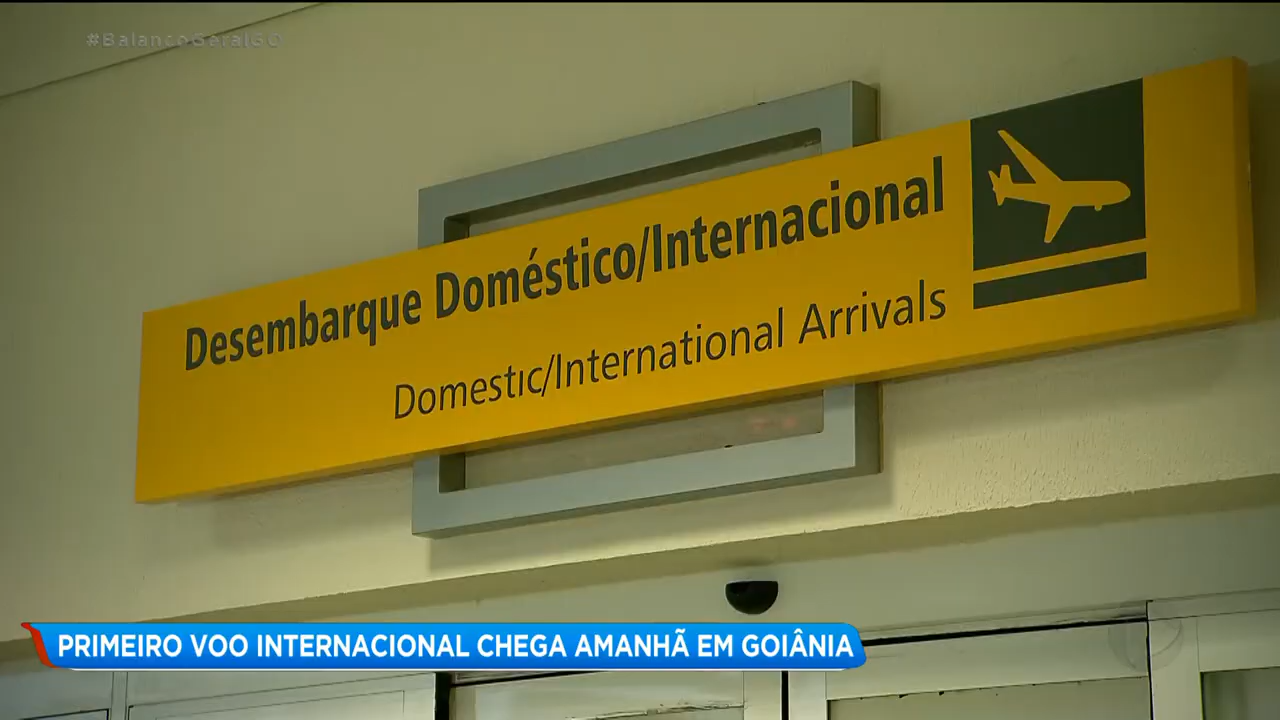 #BalancoGeralGO
Desembarque Doméstico/Internacional
Domestic/International Arrivals
PRIMEIRO VOO INTERNACIONAL CHEGA AMANHÃ EM GOIÂNIA